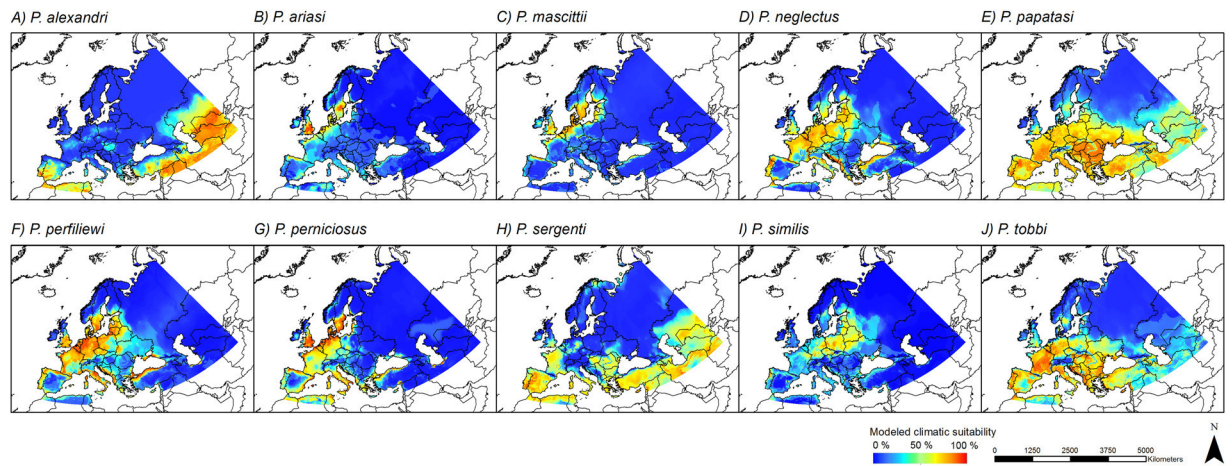 A) P. alexandri
B) P. ariasi
C) P. mascittii
D) P. neglectus
E) P. papatasi
F) P. perfiliewi
G) P. perniciosus
H) P. sergenti
I) P. similis
J) P. tobbi
Modeled climatic suitability
0 % 50 % 100 %
0 1250 2500 3750 5000
Kilometers
N